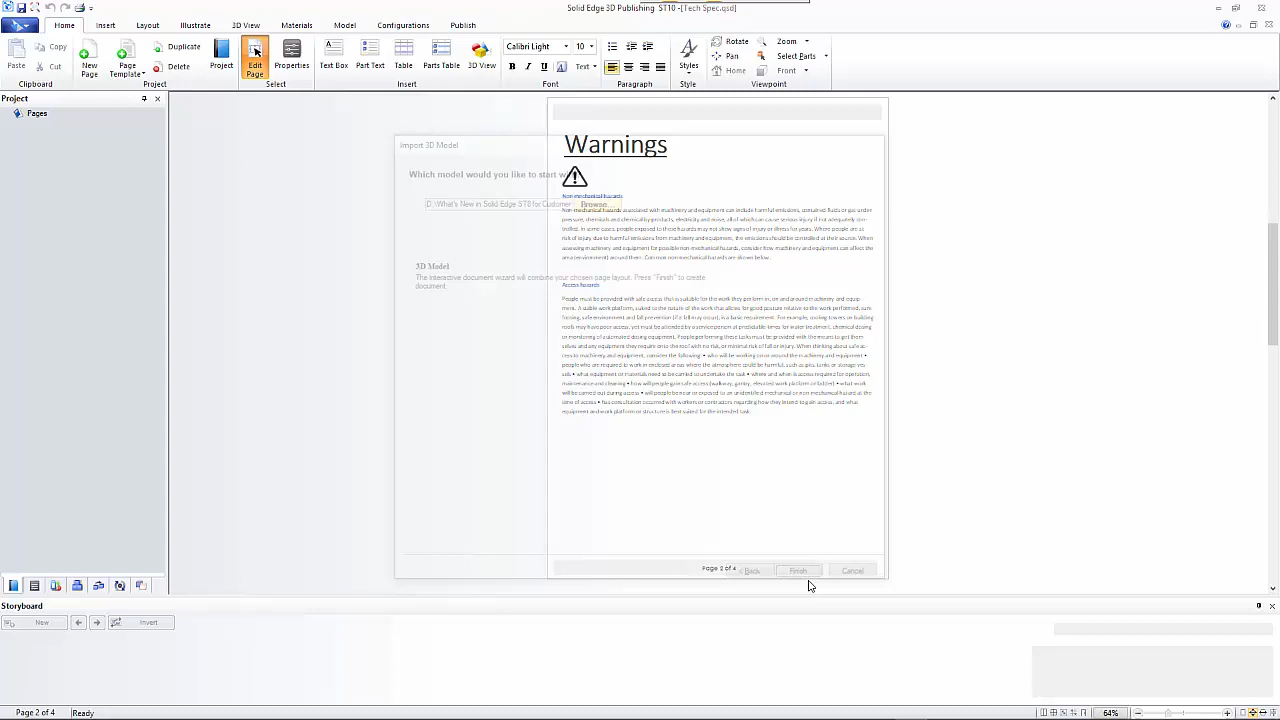 Solid Edge 3D Publishing ST10 -[Tech Spec.qsd]
Home Insert Layout Illustrate 3D View Materials Model Configurations Publish
Paste Copy Cut
New Page
Page Template
Duplicate
Delete
Project
Edit Page
Properties
Text Box
Part Text
Table
Parts Table
3D View
Calibri Light 10
B I U A Text
Styles
Rotate Zoom
Pan Select Parts
Home Front
Clipboard Project Select Insert Font Paragraph Style Viewpoint
Project
Pages
Import 3D Model
Which model would you like to start
D:\What's New in Solid Edge ST8 for Customer
Browse...
3D Model
The interactive document wizard will combine your chosen page layout. Press "Finish" to create
document.
Warnings
Non-mechanical hazards
Non-mechanical hazards associated with machinery and equipment can include harmful emissions, contained fluids or gas under
pressure, chemicals and chemical by-products, electricity and noise, all of which can cause serious injury if not adequately con-
trolled. In some cases, people exposed to these hazards may not show signs of injury or illness for years. Where people are at
risk of injury due to harmful emissions from machinery and equipment, the emissions should be controlled at their source. When
assessing machinery and equipment for possible non-mechanical hazards, consider how machinery and equipment can affect the
area (environment) around them. Common non-mechanical hazards are shown below.
Access hazards
People must be provided with safe access that is suitable for the work they perform in, on and around machinery and equip-
ment. A stable work platform, suited to the nature of the work that allows for good posture relative to the work performed, sure
footing, safe environment and fall prevention (if a fall may occur), is a basic requirement. For example, cooling towers on building
roofs may have poor access, yet must be attended by a service person at predictable times for water treatment, chemical dosing
or monitoring of automated dosing equipment. People performing these tasks must be provided with the means to get them-
selves and any equipment they require onto the roof with no risk, or minimal risk of fall or injury. When thinking about safe ac-
cess to machinery and equipment, consider the following: • who will be working on or around the machinery and equipment •
people who are required to work in enclosed areas where the atmosphere could be harmful, such as pits, tanks or storage ves-
sels • what equipment or materials need to be carried to undertake the task • where and when is access required for operation,
maintenance and cleaning • how will people gain safe access (walkway, gantry, elevated work platform or ladder) • what work
will be carried out during access • will people be near or exposed to an unidentified mechanical or non-mechanical hazard at the
time of access • has consultation occurred with workers or contractors regarding how they intend to gain access, and what
equipment and work platform or structure is best suited for the intended task.
Page 2 of 4
< Back Finish Cancel
Storyboard
New Invert
Page 2 of 4 Ready 64%